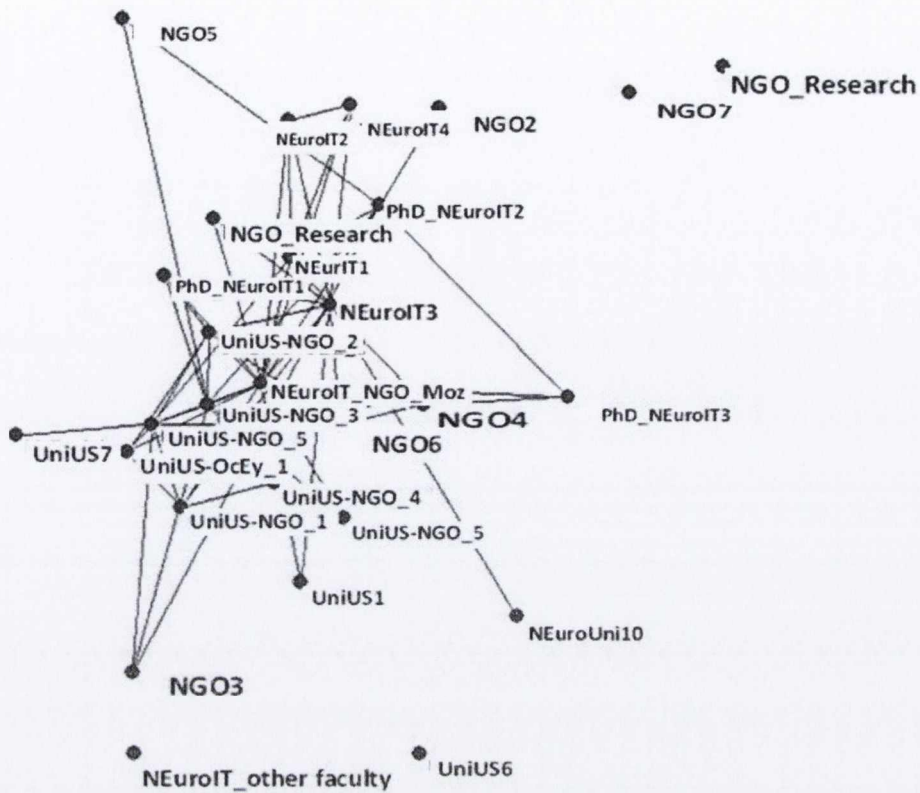 NGO5
NGO_Research
NGO7
NGO2
NEuroIT4
NEuroIT2
PhD_NEuroIT2
NGO_Research
NEurIT1
PhD_NEuroIT1
NEuroIT3
UniUS-NGO_2
NEuroIT_NGO_Moz
UniUS-NGO_3
NGO4
PhD_NEuroIT3
UniUS-NGO_5
NGO6
UniUS7
UniUS-OcEy_1
UniUS-NGO_4
UniUS-NGO_1
UniUS-NGO_5
UniUS1
NEuroUni10
NGO3
NEuroIT_other faculty
UniUS6